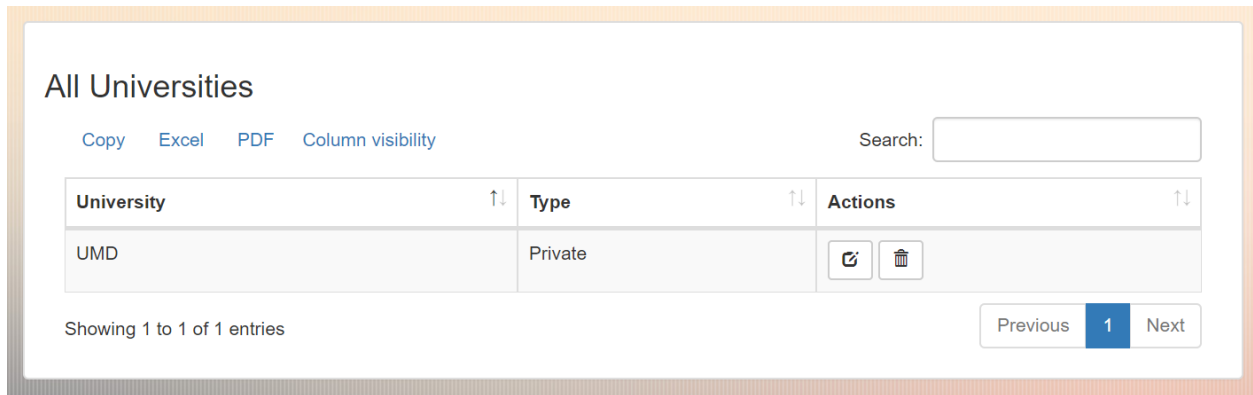 All Universities
Copy Excel PDF Column visibility Search:
University Type Actions
UMD Private
Showing 1 to 1 of 1 entries Previous 1 Next